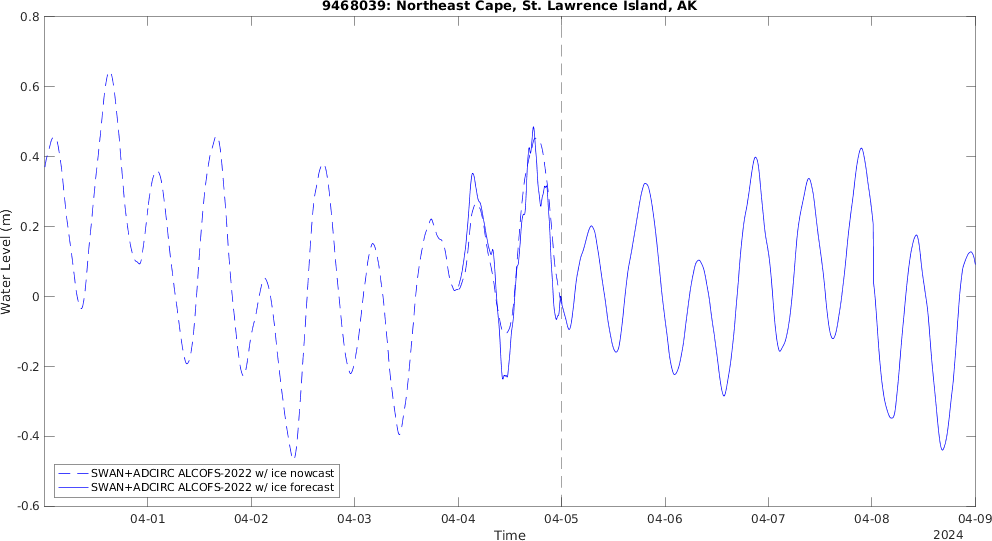 9468039: Northeast Cape, St. Lawrence Island, AK
0.8
0.6
0.4
0.2
0
-0.2
-0.4
-0.6
Water Level (m)
SWAN+ADCIRC ALCOFS-2022 w/ ice nowcast
SWAN+ADCIRC ALCOFS-2022 w/ ice forecast
04-01 04-02 04-03 04-04 04-05 04-06 04-07 04-08 04-09
Time
2024